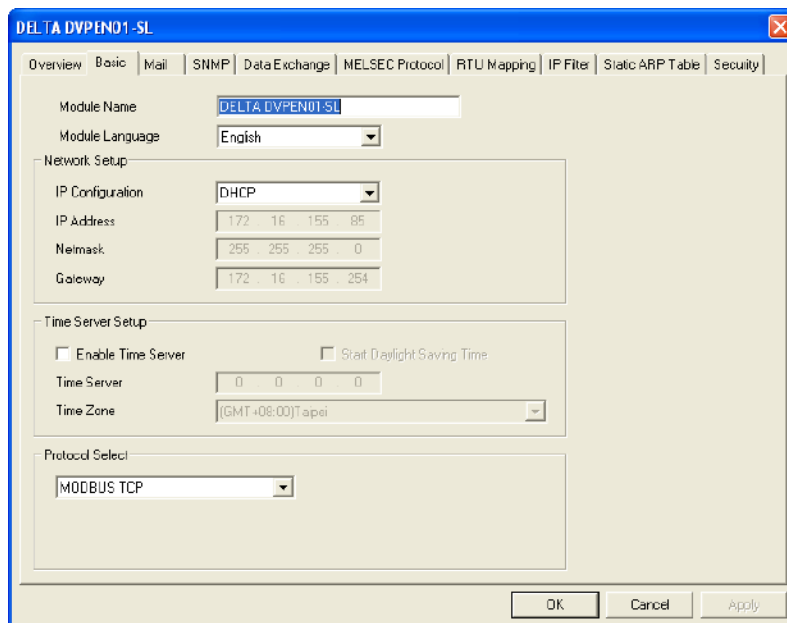 DELTA DVPEN01-SL
Overview Basic Mail SNMP Data Exchange MELSEC Protocol RTU Mapping IP Filter Static ARP Table Security
Module Name DELTA DVPEN01-SL
Module Language English
Network Setup
IP Configuration DHCP
IP Address 172 . 16 . 155 . 85
Netmask 255 . 255 . 255 . 0
Gateway 172 . 16 . 155 . 254
Time Server Setup
Enable Time Server Start Daylight Saving Time
Time Server 0 . 0 . 0 . 0
Time Zone (GMT+08:00)Taipei
Protocol Select
MODBUS TCP
OK Cancel Apply